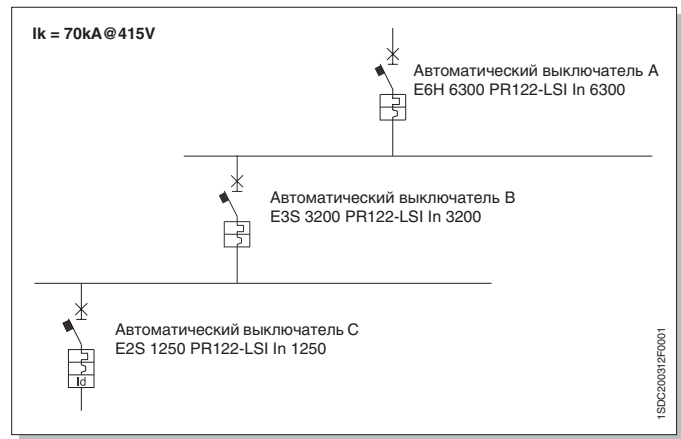 Ik = 70kA@415V
Автоматический выключатель A
E6H 6300 PR122-LSI In 6300
Автоматический выключатель B
E3S 3200 PR122-LSI In 3200
Автоматический выключатель C
E2S 1250 PR122-LSI In 1250
Id
1SDC200312F0001